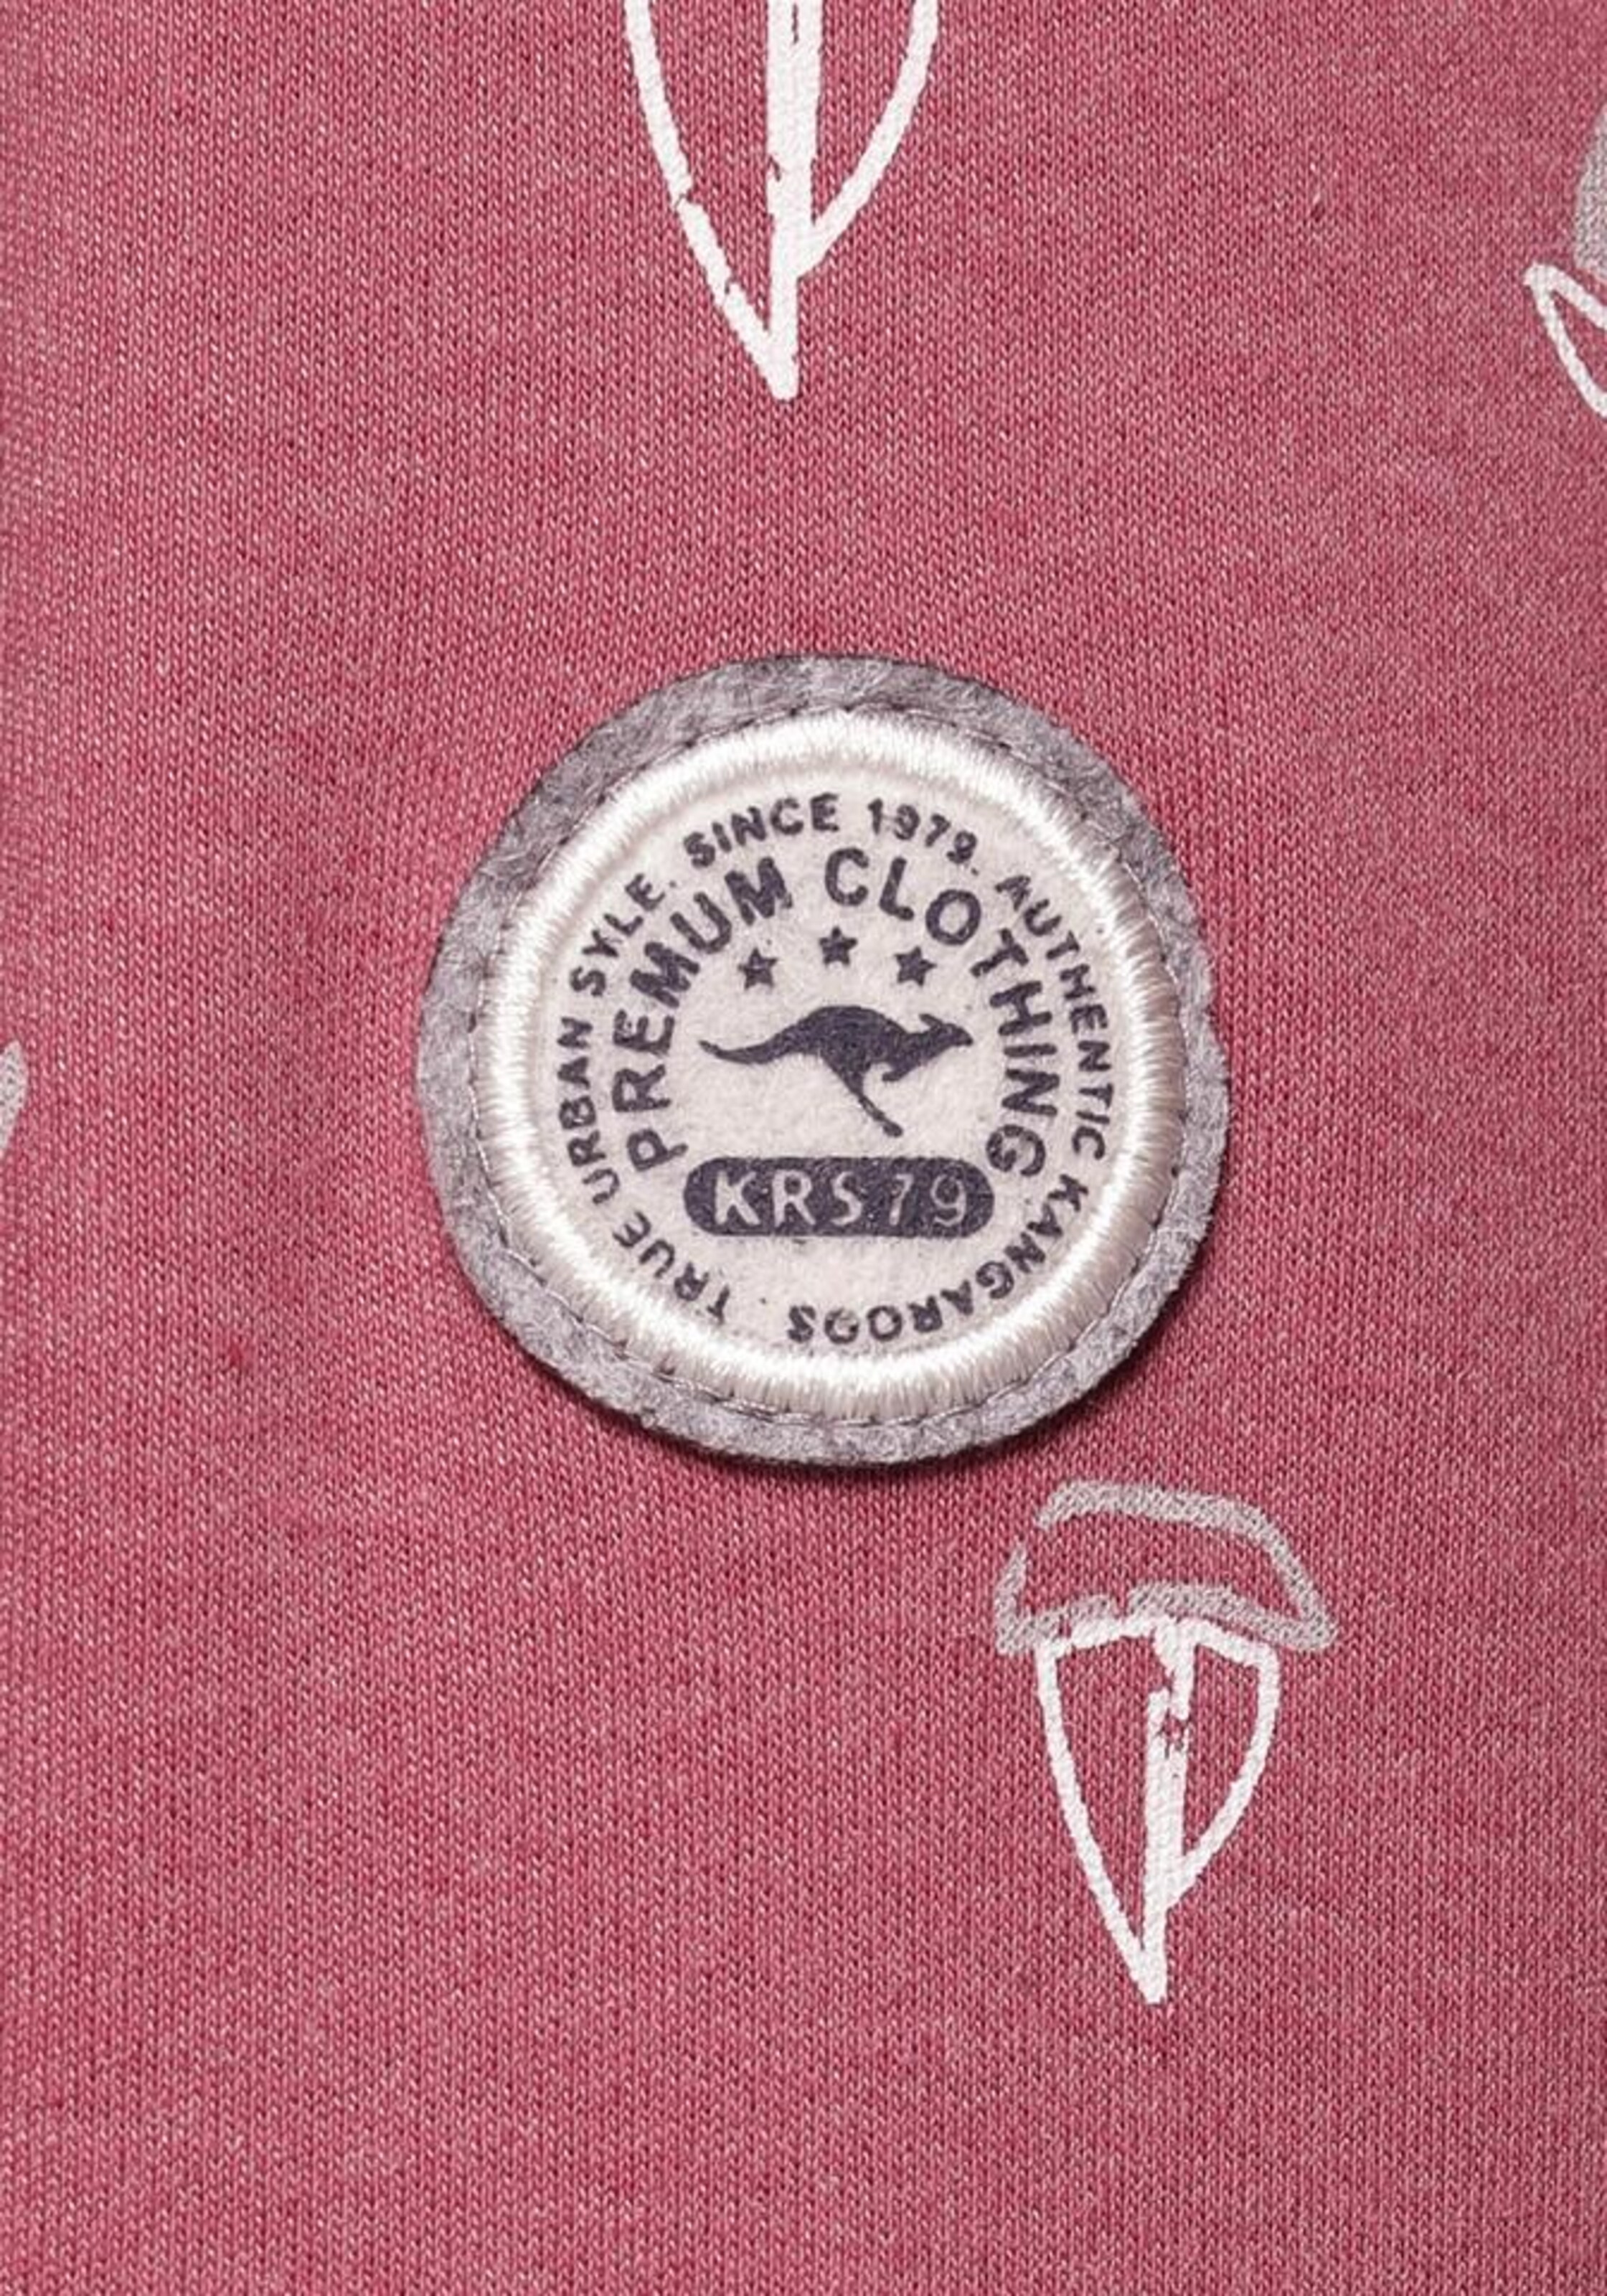 TRUE URBAN SYLE. SINCE 1979. AUTHENTIC KANGAROOS
PREMUM CLOTHING
KRS79